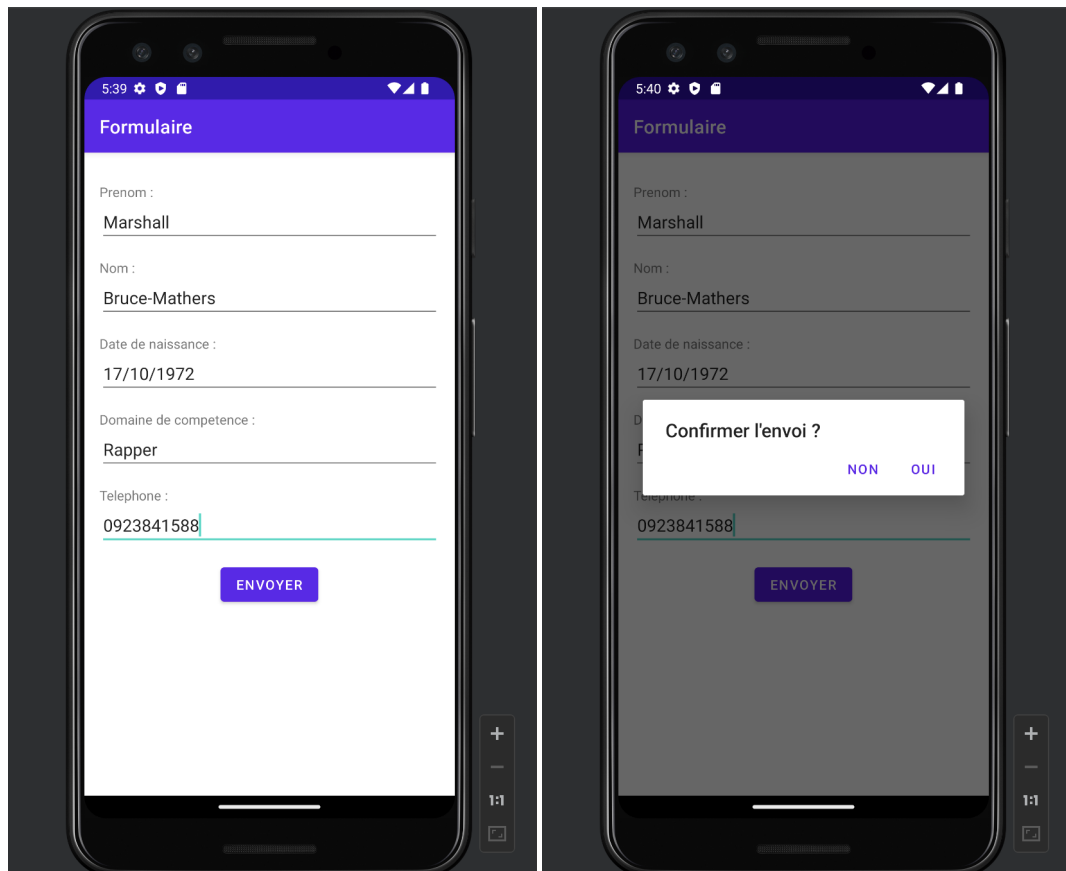 5:39
Formulaire
Prenom :
Marshall
Nom :
Bruce-Mathers
Date de naissance :
17/10/1972
Domaine de competence :
Rapper
Telephone :
0923841588
ENVOYER
1:1
5:40
Formulaire
Prenom :
Marshall
Nom :
Bruce-Mathers
Date de naissance :
17/10/1972
D
Confirmer l'envoi ?
NON OUI
Telephone :
0923841588
ENVOYER
1:1